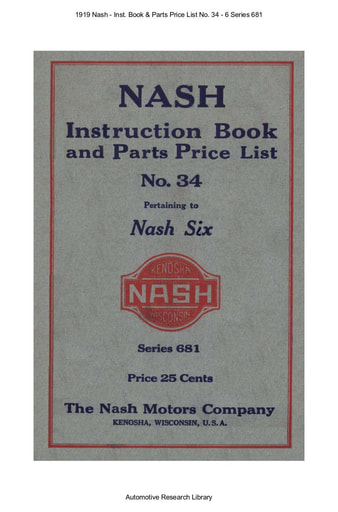 1919 Nash - Inst. Book & Parts Price List No. 34 - 6 Series 681
NASH
Instruction Book
and Parts Price List
No. 34
Pertaining to
Nash Six
KENOSHA
NASH
WISCONSIN
Series 681
Price 25 Cents
The Nash Motors Company
KENOSHA, WISCONSIN, U. S. A.
Automotive Research Library